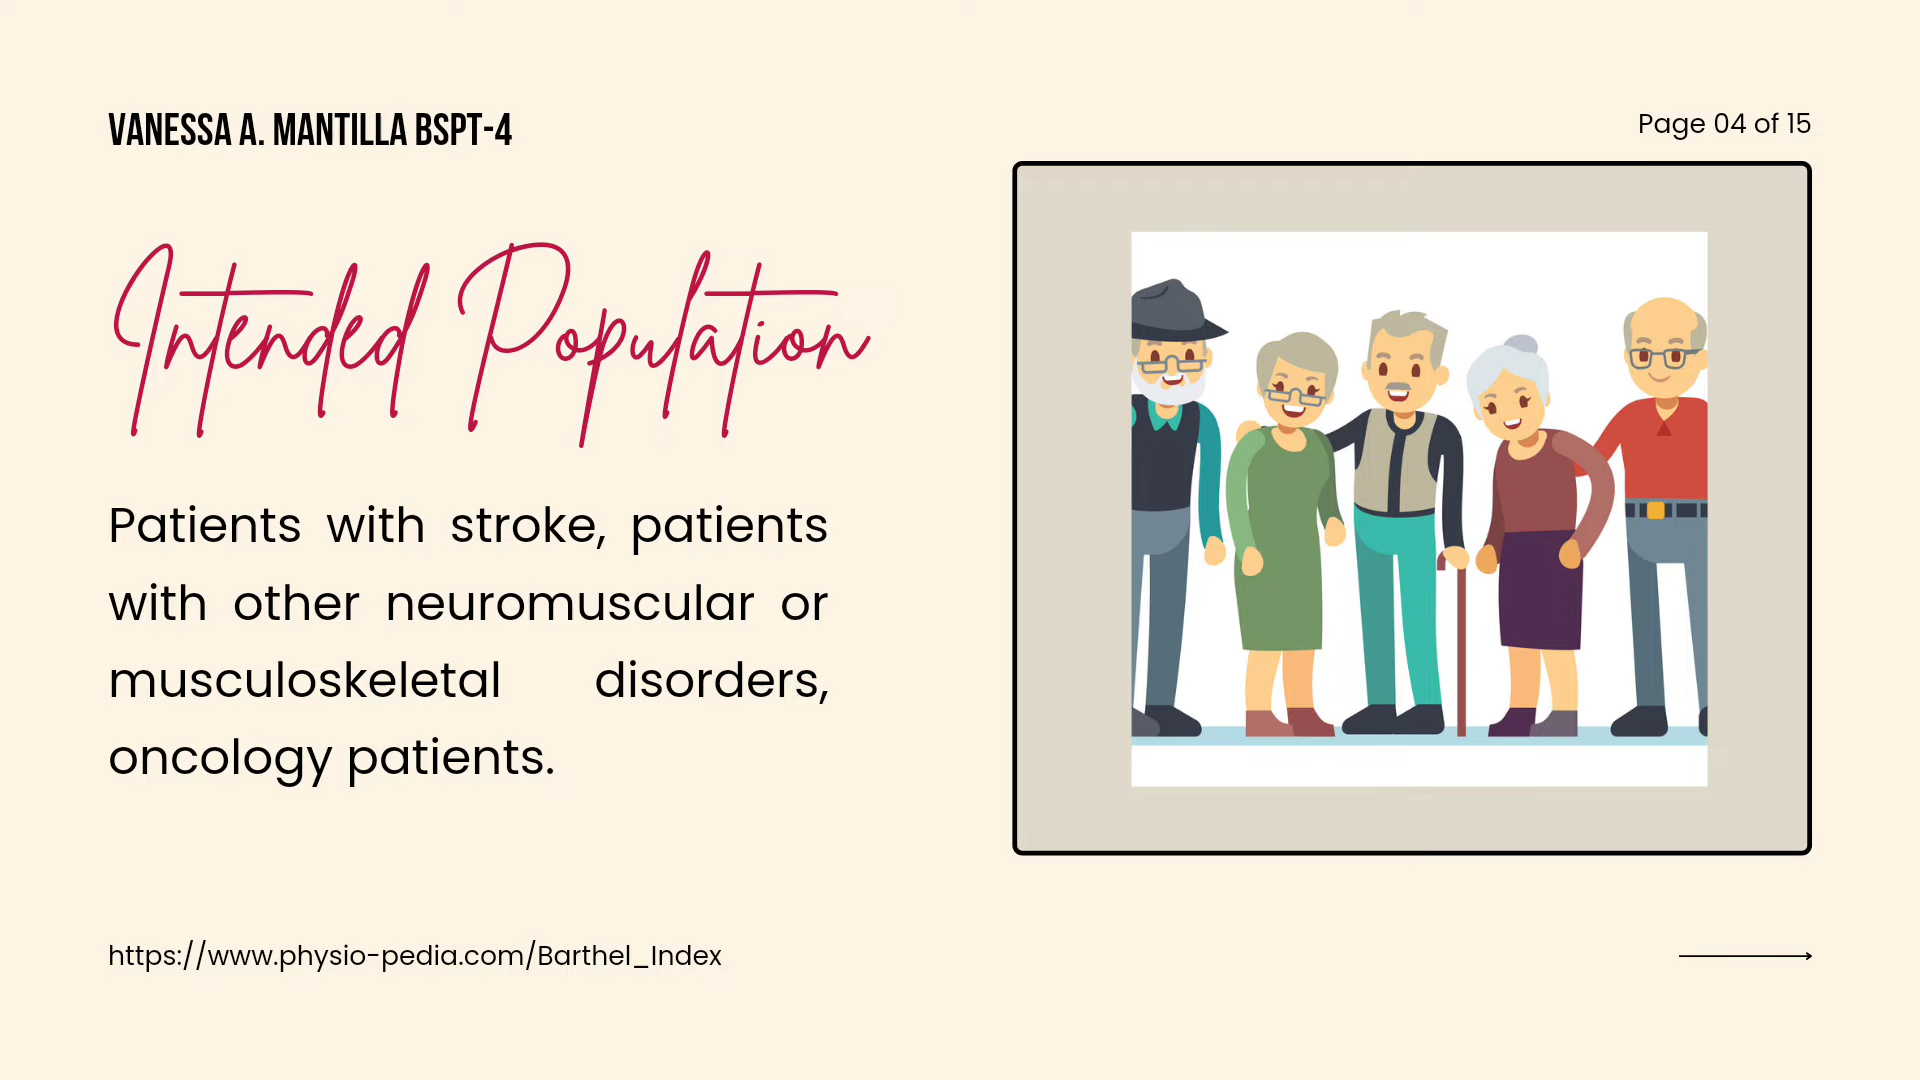 VANESSA A. MANTILLA BSPT-4
Page 04 of 15
Intended Population
Patients with stroke, patients
with other neuromuscular or
musculoskeletal disorders,
oncology patients.
https://www.physio-pedia.com/Barthel_Index